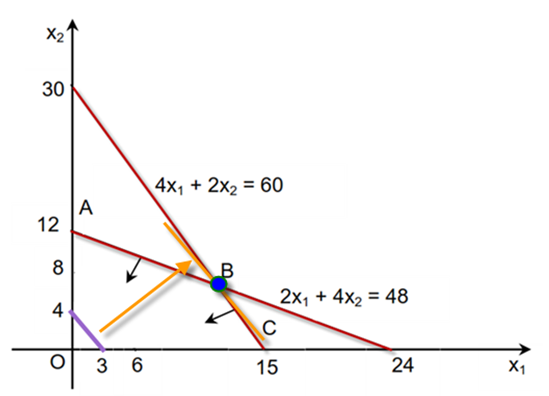 x₂
30
4x₁ + 2x₂ = 60
A
12
B
8
2x₁ + 4x₂ = 48
4
C
O
3
6
15
24
x₁